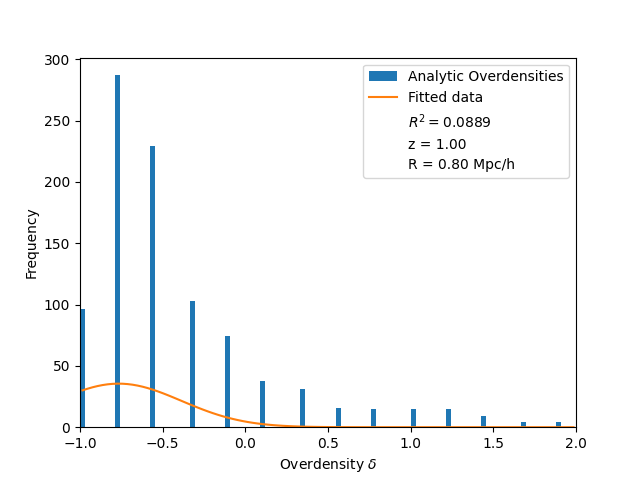 300
250
200
150
100
50
0
Frequency
Analytic Overdensities
Fitted data
R² = 0.0889
z = 1.00
R = 0.80 Mpc/h
−1.0 −0.5 0.0 0.5 1.0 1.5 2.0
Overdensity δ